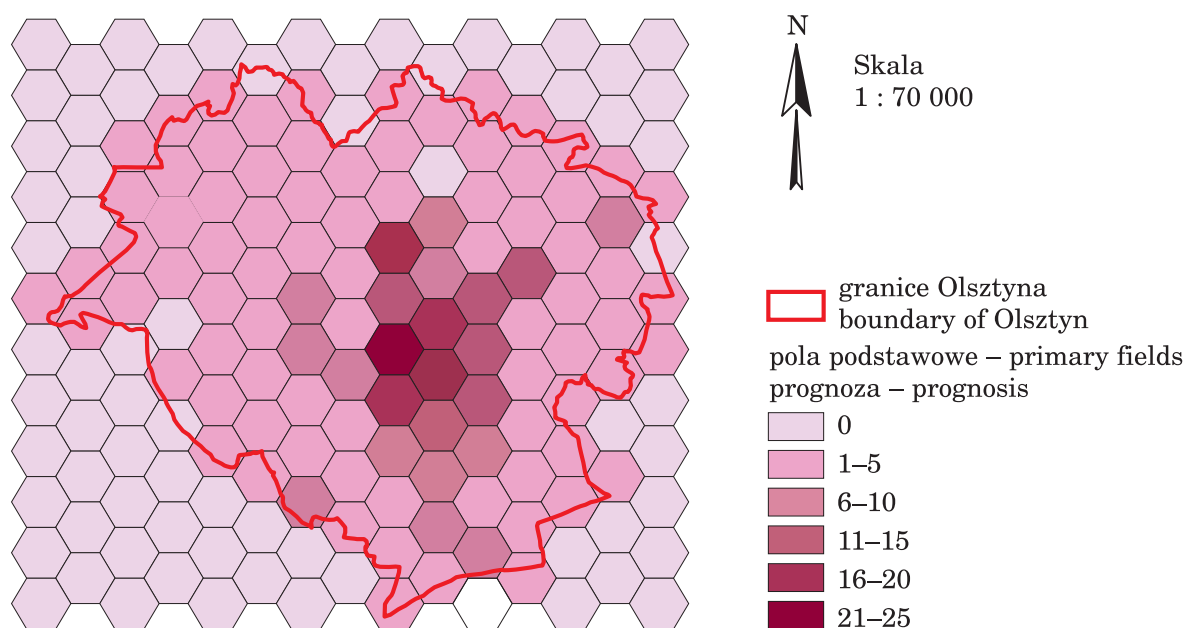 N
Skala
1 : 70 000
granice Olsztyna
boundary of Olsztyn
pola podstawowe – primary fields
prognoza – prognosis
0
1–5
6–10
11–15
16–20
21–25